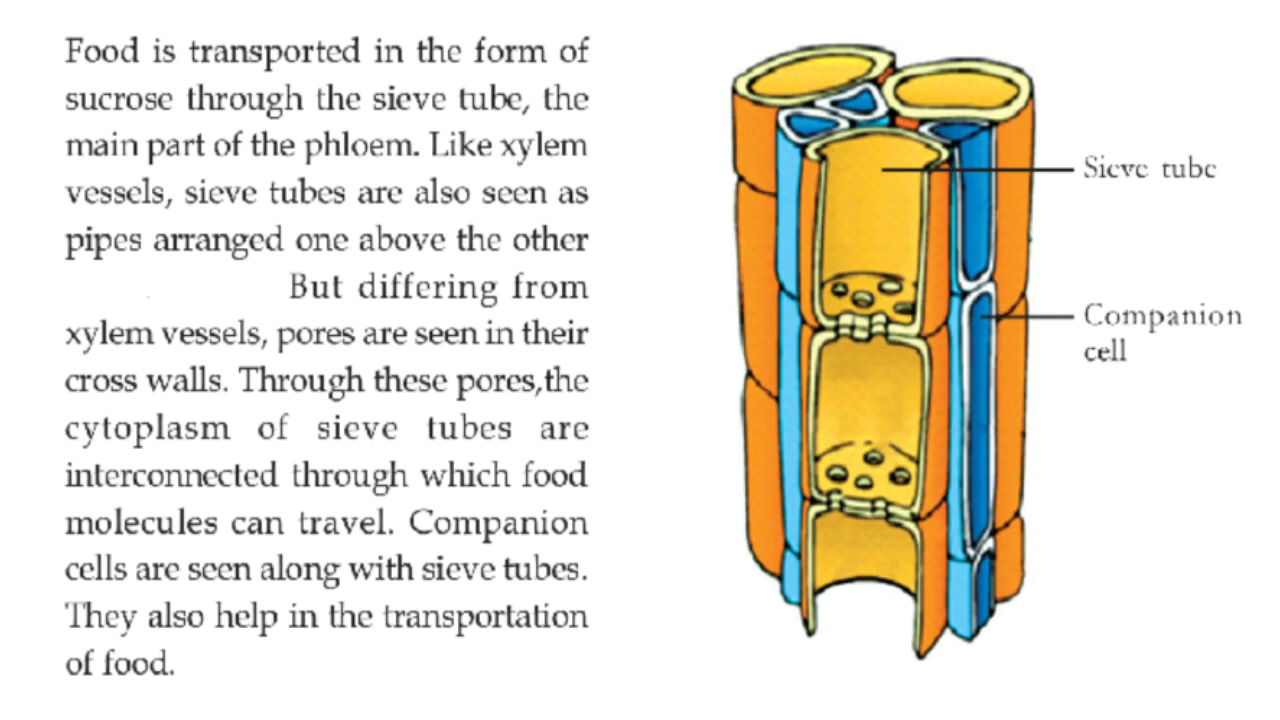 Food is transported in the form of
sucrose through the sieve tube, the
main part of the phloem. Like xylem
vessels, sieve tubes are also seen as
pipes arranged one above the other
But differing from
xylem vessels, pores are seen in their
cross walls. Through these pores,the
cytoplasm of sieve tubes are
interconnected through which food
molecules can travel. Companion
cells are seen along with sieve tubes.
They also help in the transportation
of food.
Sieve tube
Companion
cell